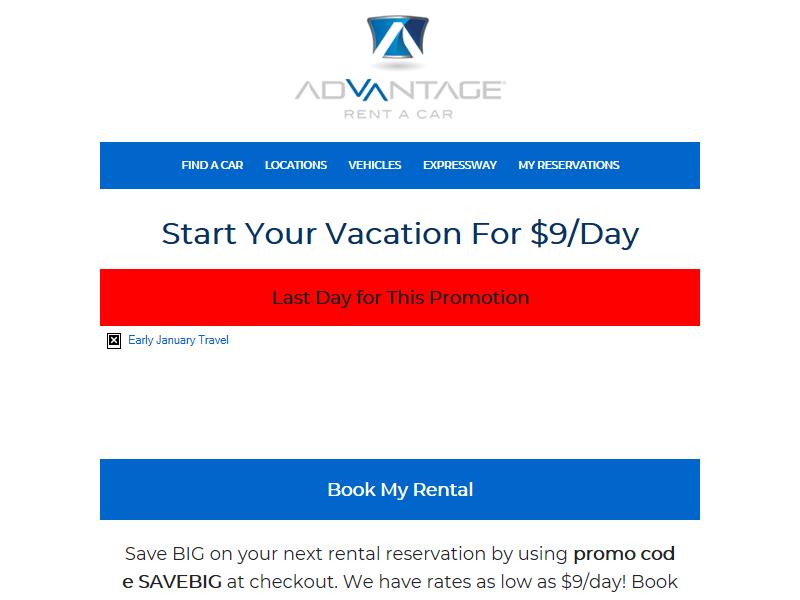 ADVANTAGE
RENT A CAR
FIND A CAR LOCATIONS VEHICLES EXPRESSWAY MY RESERVATIONS
Start Your Vacation For $9/Day
Last Day for This Promotion
Early January Travel
Book My Rental
Save BIG on your next rental reservation by using promo cod
e SAVEBIG at checkout. We have rates as low as $9/day! Book